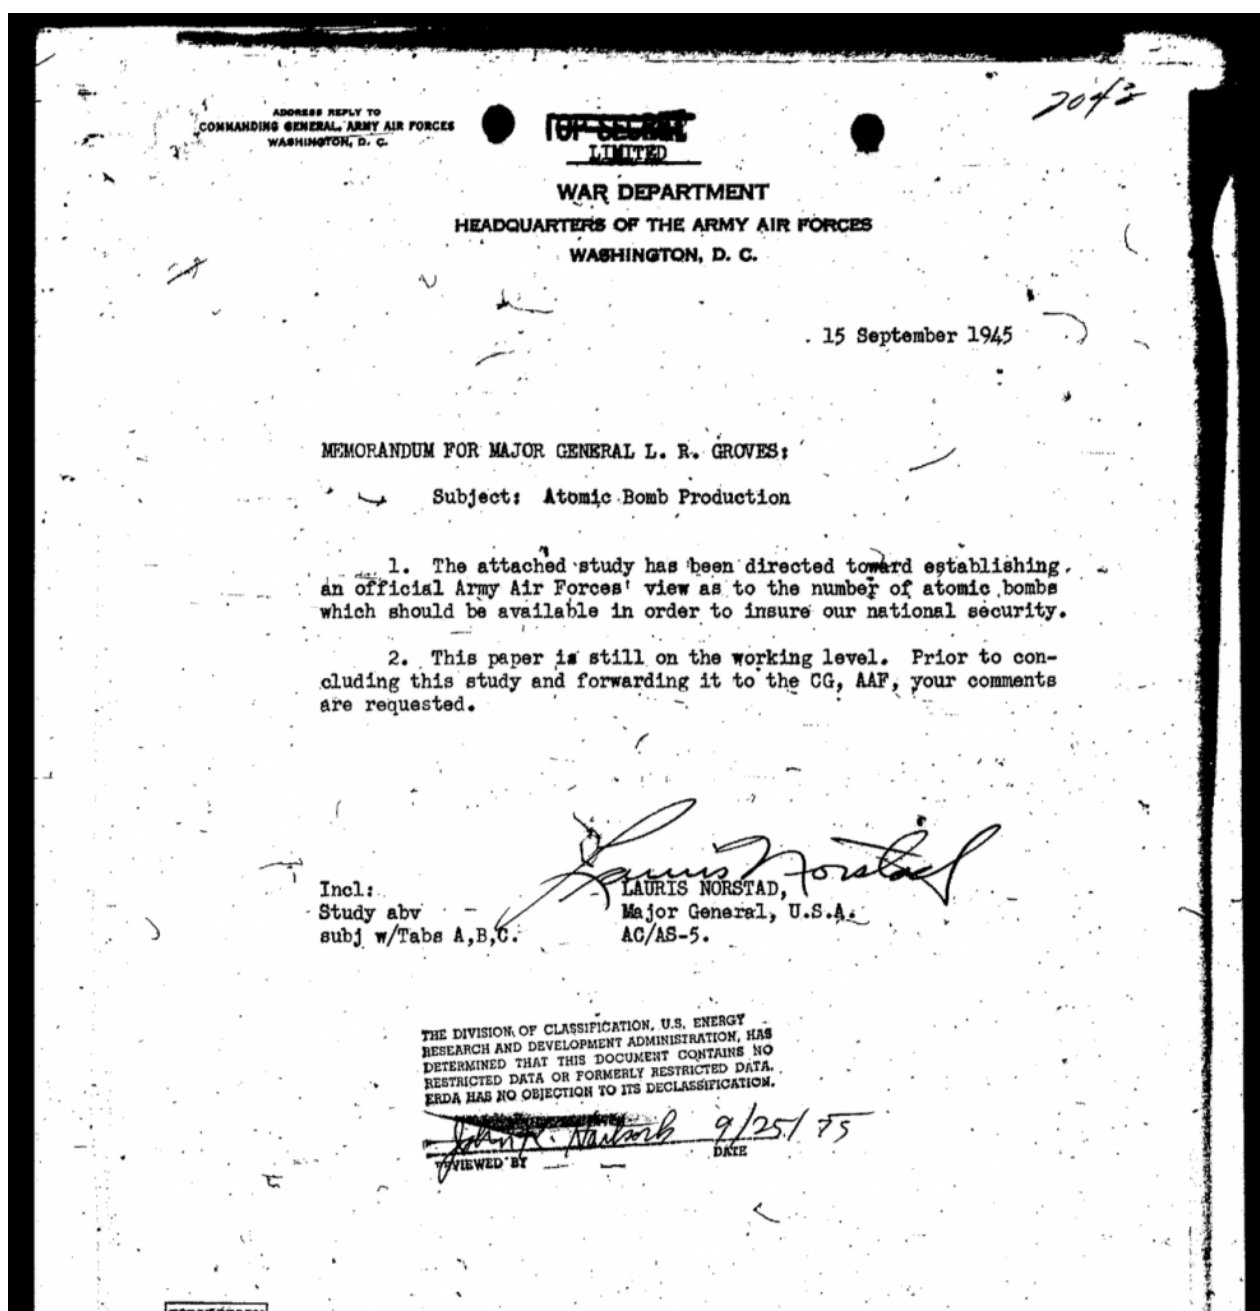 ADDRESS REPLY TO
COMMANDING GENERAL, ARMY AIR FORCES
WASHINGTON, D. C.
TOP SECRET
LIMITED
WAR DEPARTMENT
HEADQUARTERS OF THE ARMY AIR FORCES
WASHINGTON, D. C.
15 September 1945
MEMORANDUM FOR MAJOR GENERAL L. R. GROVES:
Subject: Atomic Bomb Production
1. The attached study has been directed toward establishing
an official Army Air Forces' view as to the number of atomic bombs
which should be available in order to insure our national security.
2. This paper is still on the working level. Prior to con-
cluding this study and forwarding it to the CG, AAF, your comments
are requested.
Lauris Norstad
Incl: LAURIS NORSTAD,
Study abv Major General, U.S.A.
subj w/Tabs A,B,C. AC/AS-5.
THE DIVISION OF CLASSIFICATION, U.S. ENERGY
RESEARCH AND DEVELOPMENT ADMINISTRATION, HAS
DETERMINED THAT THIS DOCUMENT CONTAINS NO
RESTRICTED DATA OR FORMERLY RESTRICTED DATA.
ERDA HAS NO OBJECTION TO ITS DECLASSIFICATION.
John 9/25/75
REVIEWED BY DATE